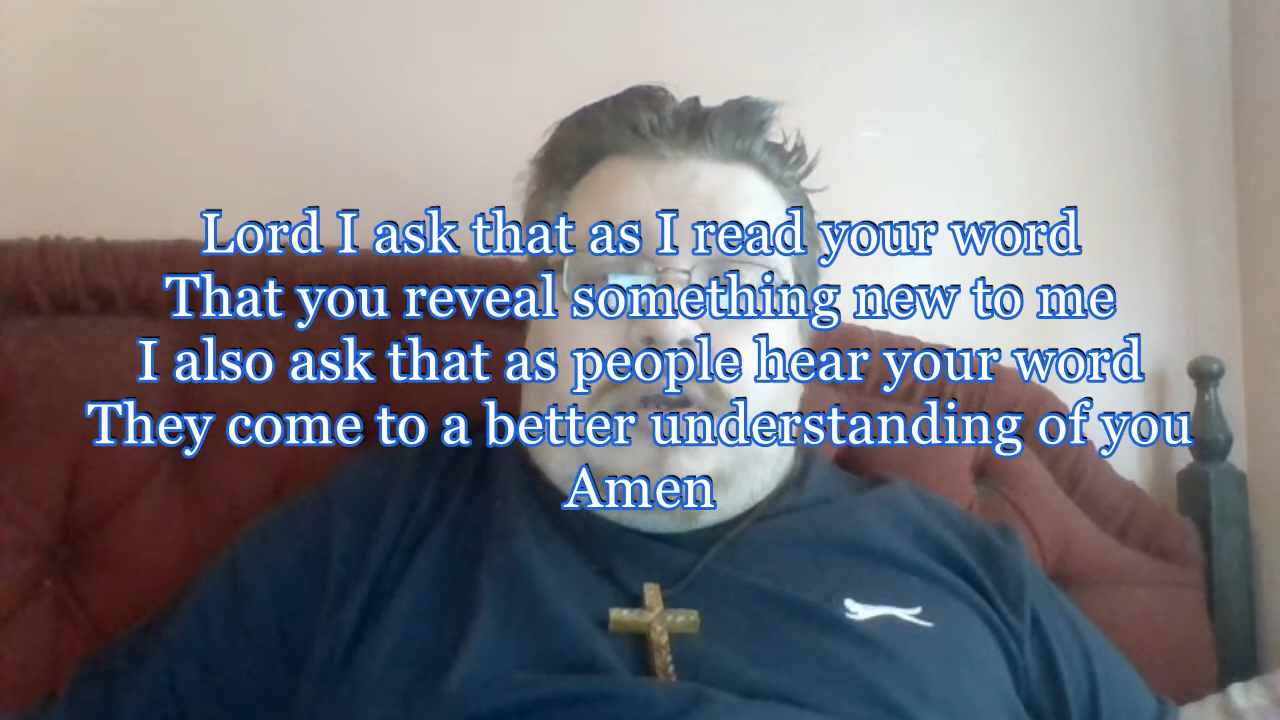 Lord I ask that as I read your word
That you reveal something new to me
I also ask that as people hear your word
They come to a better understanding of you
Amen